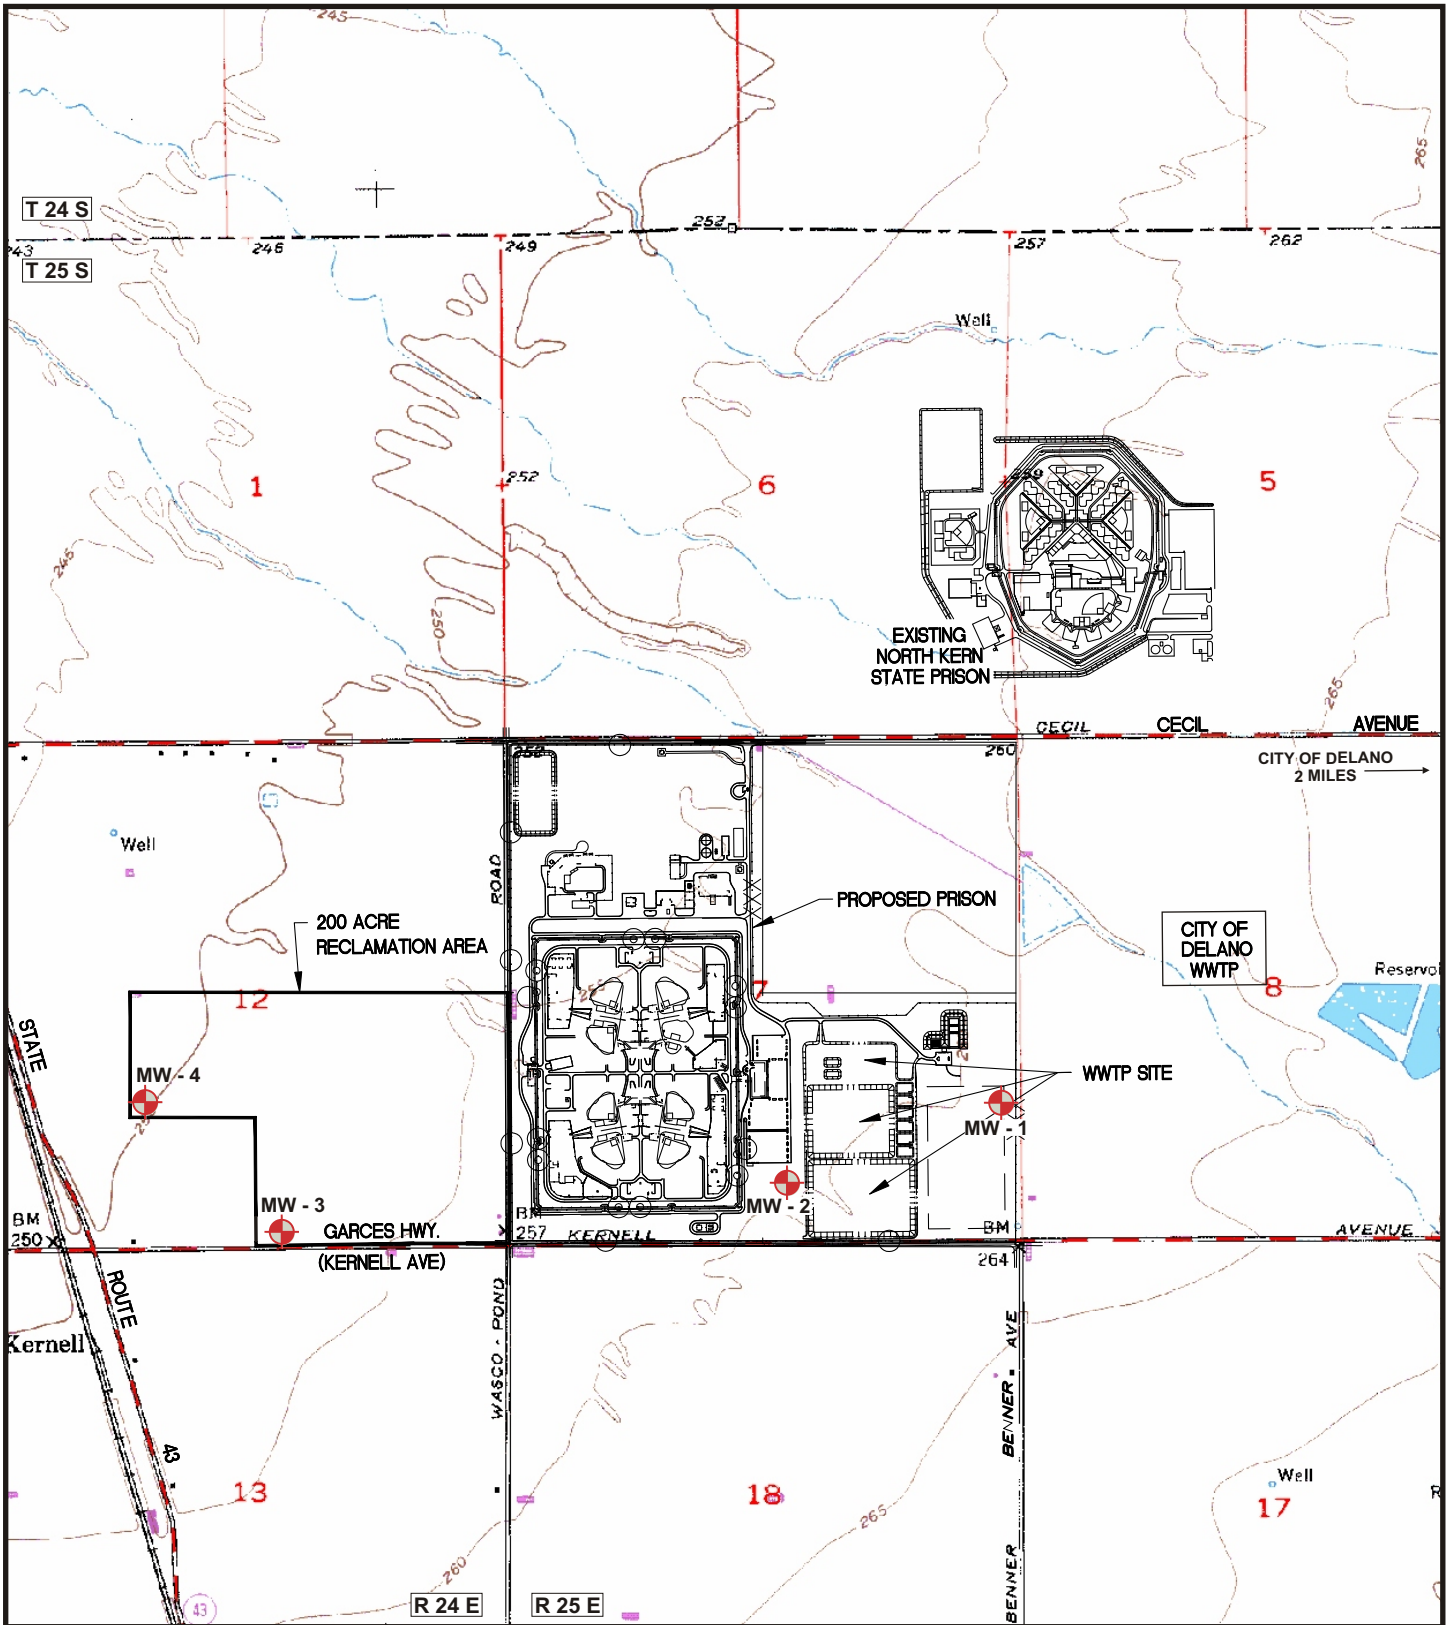 245
T 24 S
243
246
249
252
257
262
265
T 25 S
Well
1
252
6
259
5
245
250
EXISTING
NORTH KERN
STATE PRISON
265
CECIL
CECIL
AVENUE
260
CITY OF DELANO
2 MILES
Well
ROAD
PROPOSED PRISON
200 ACRE
RECLAMATION AREA
CITY OF
DELANO
WWTP
Reservoi
12
255
7
8
STATE
MW - 4
WWTP SITE
MW - 1
MW - 3
MW - 2
BM
250
GARCES HWY.
(KERNELL AVE)
BM
257
KERNELL
BM
264
AVENUE
ROUTE
Kernell
WASCO - POND
BENNER AVE
43
13
18
265
Well
17
260
BENNER
43
R 24 E
R 25 E